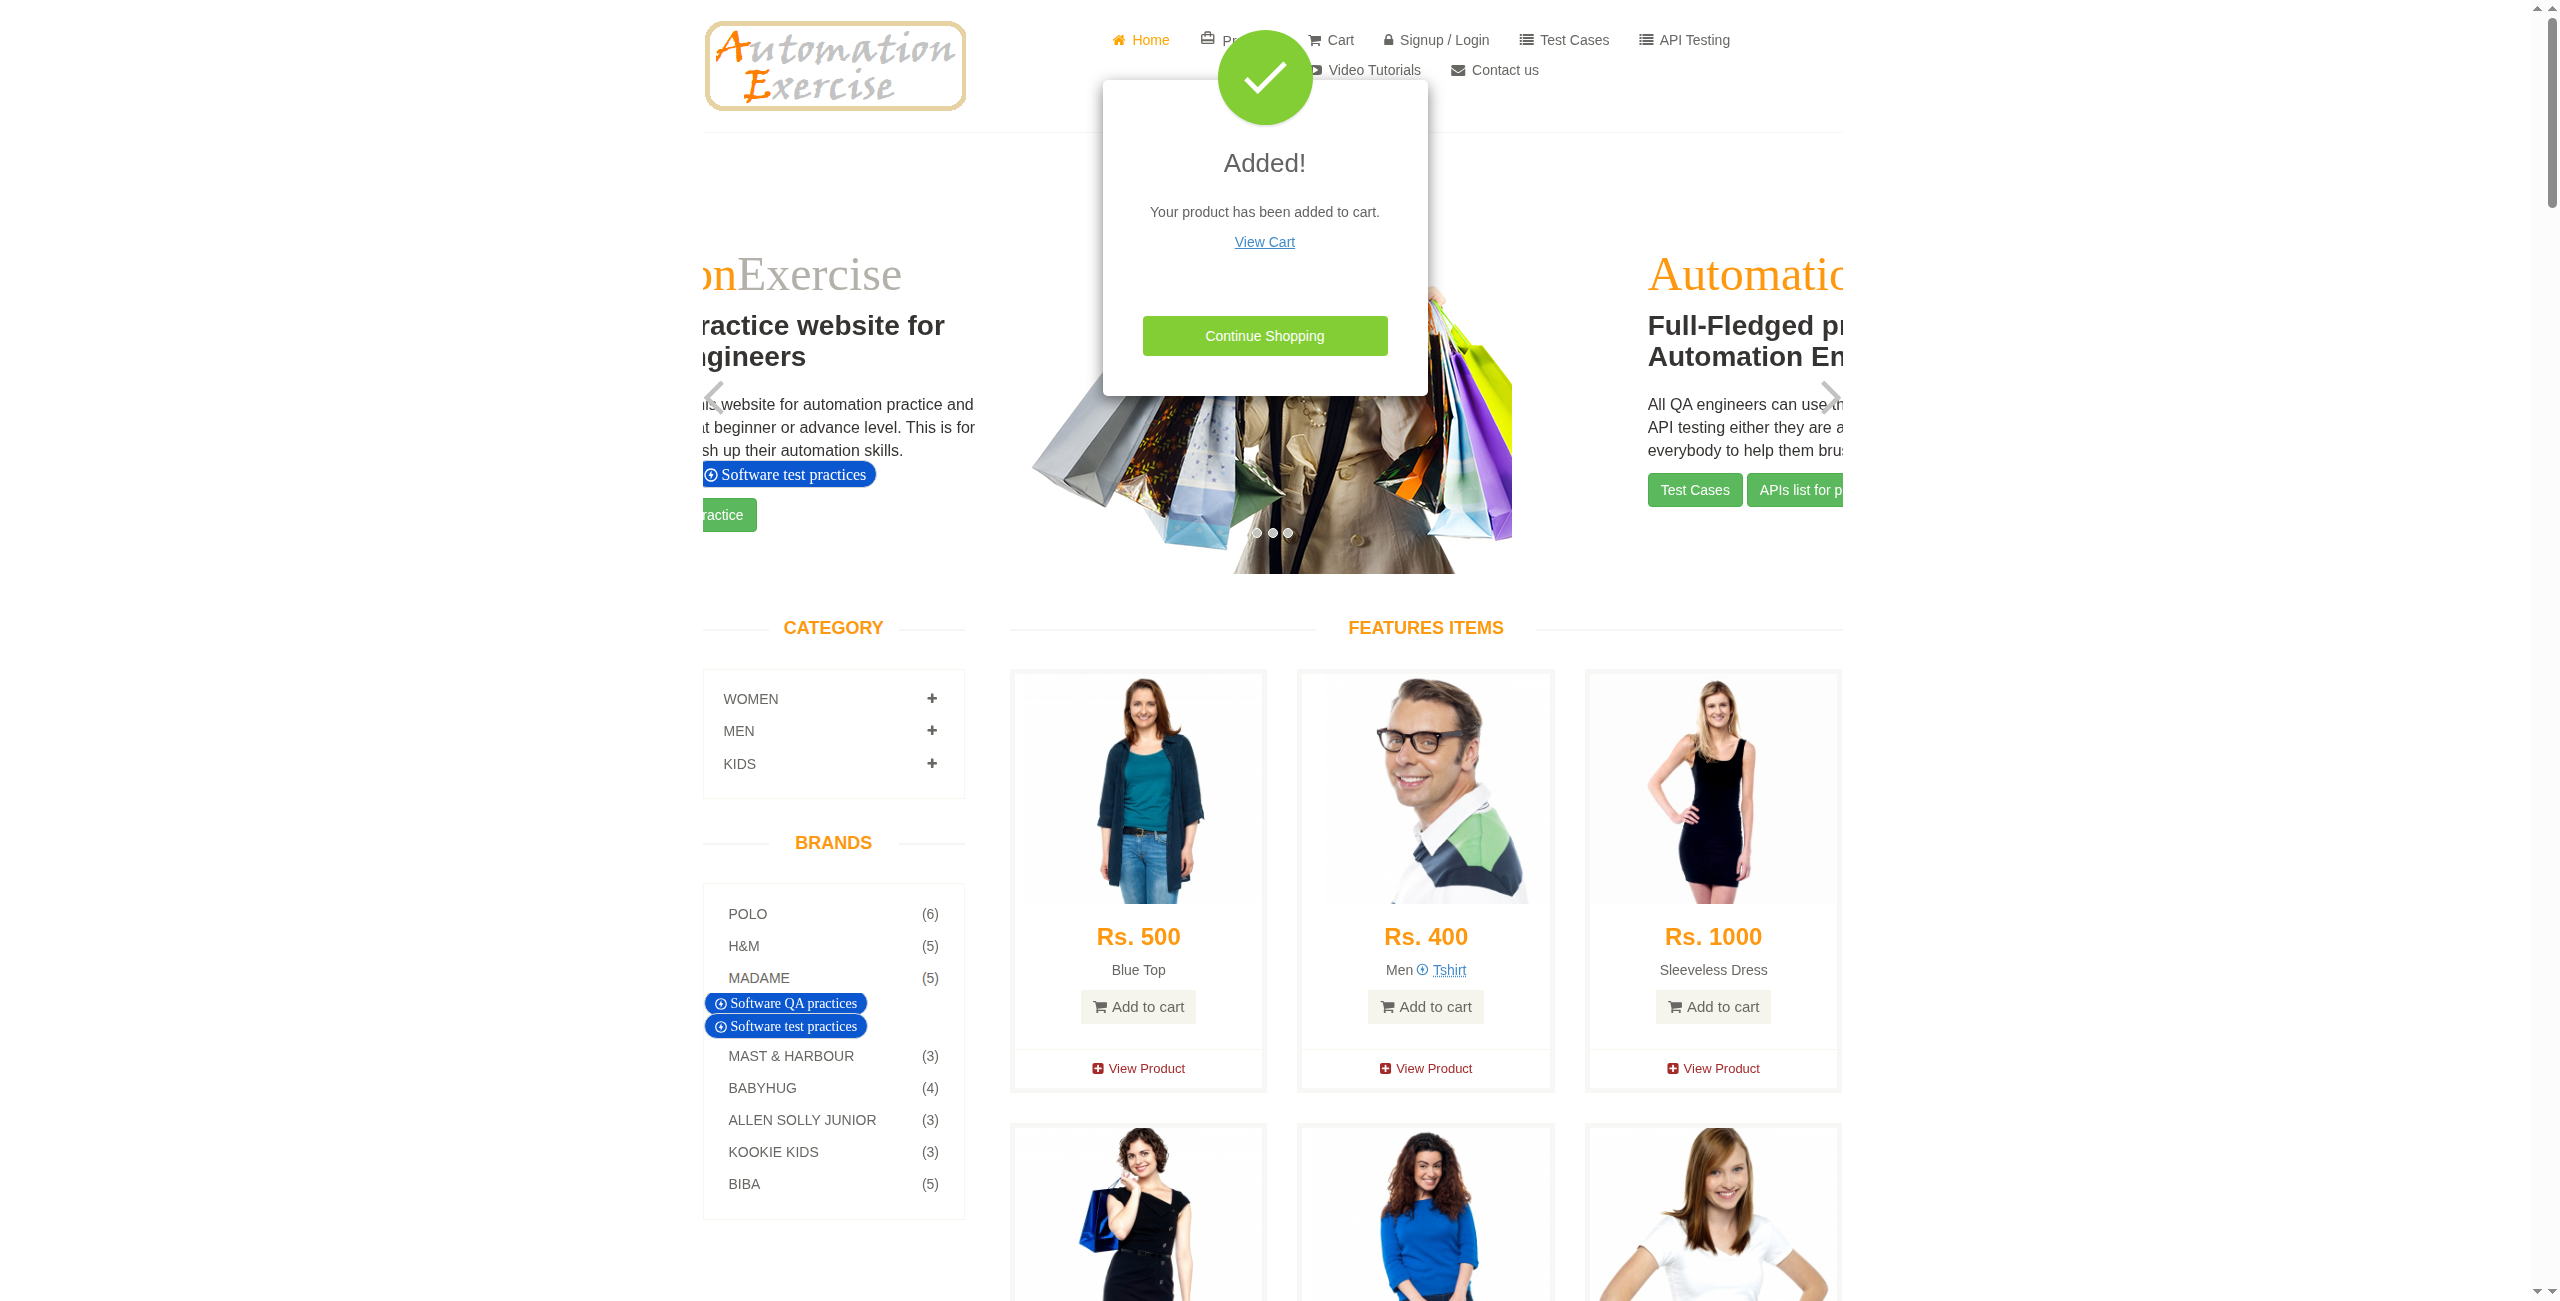 Automation
Exercise
Home
Cart
Signup / Login
Test Cases
API Testing
Video Tutorials
Contact us
Added!
Your product has been added to cart.
View Cart
Continue Shopping
onExercise
ractice website for
ngineers
website for automation practice and
at beginner or advance level. This is for
sh up their automation skills.
Software test practices
ractice
Automatio
Full-Fledged pr
Automation En
All QA engineers can use
API testing either they are a
everybody to help them brus
Test Cases
APIs list for p
CATEGORY
WOMEN
MEN
KIDS
BRANDS
POLO (6)
H&M (5)
MADAME (5)
Software QA practices
Software test practices
MAST & HARBOUR (3)
BABYHUG (4)
ALLEN SOLLY JUNIOR (3)
KOOKIE KIDS (3)
BIBA (5)
FEATURES ITEMS
Rs. 500
Blue Top
Add to cart
View Product
Rs. 400
Men Tshirt
Add to cart
View Product
Rs. 1000
Sleeveless Dress
Add to cart
View Product